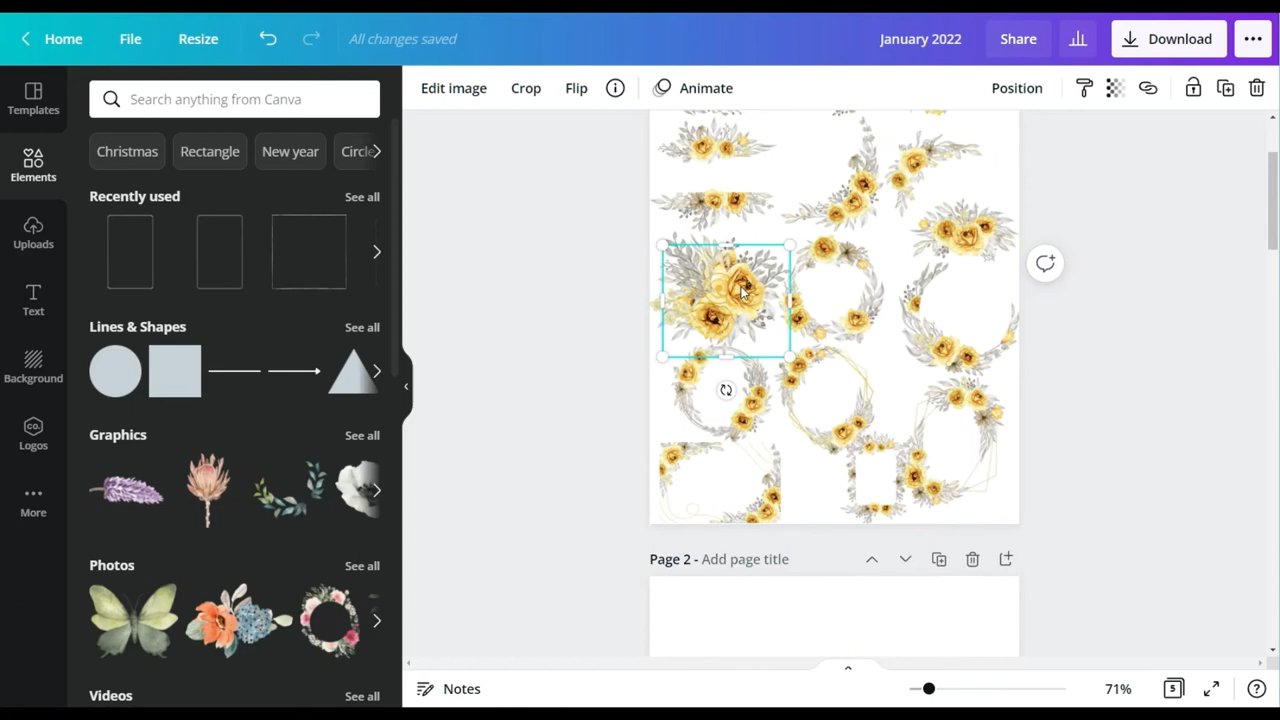 Home
File
Resize
All changes saved
January 2022
Share
Download
Templates
Elements
Uploads
Text
Background
CO.
Logos
More
Search anything from Canva
Christmas
Rectangle
New year
Circle
Recently used
See all
Lines & Shapes
See all
Graphics
See all
Photos
See all
Videos
See all
Edit image
Crop
Flip
Animate
Position
Page 2 - Add page title
Notes
71%
5